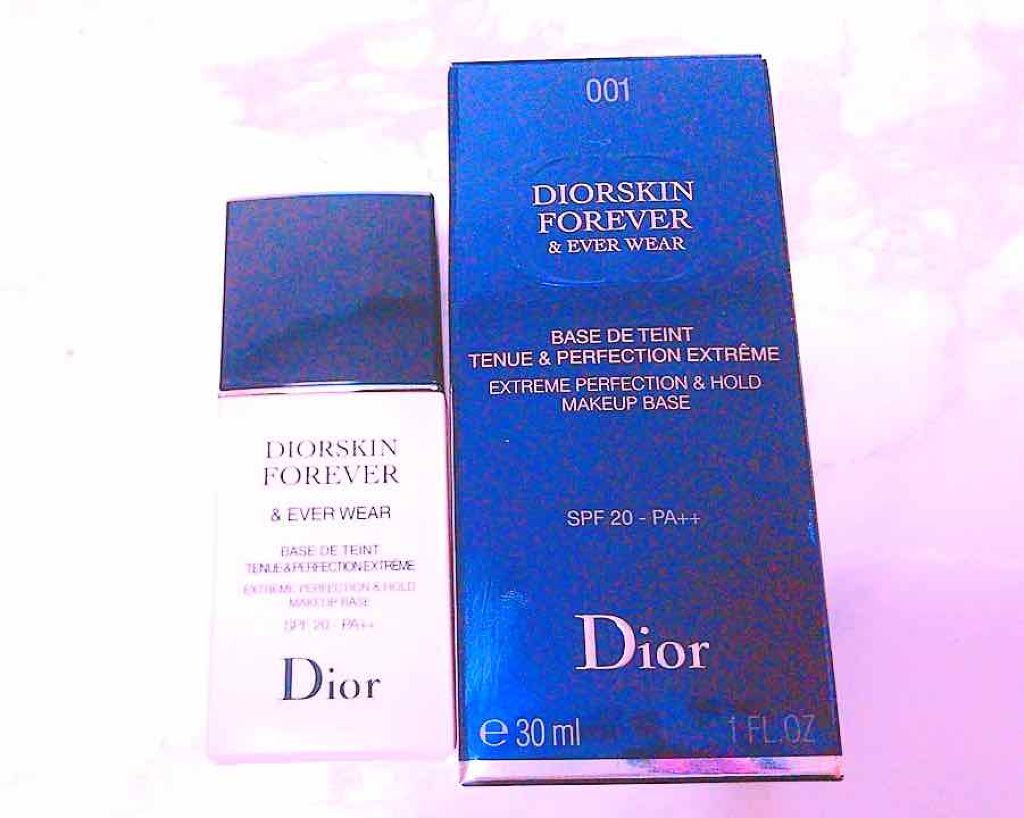 DIORSKIN
FOREVER
& EVER WEAR
BASE DE TEINT
TENUE & PERFECTION EXTRÊME
EXTREME PERFECTION & HOLD
MAKEUP BASE
SPF 20 - PA++
Dior
001
DIORSKIN
FOREVER
& EVER WEAR
BASE DE TEINT
TENUE & PERFECTION EXTRÊME
EXTREME PERFECTION & HOLD
MAKEUP BASE
SPF 20 - PA++
Dior
℮ 30 ml 1 FL.OZ